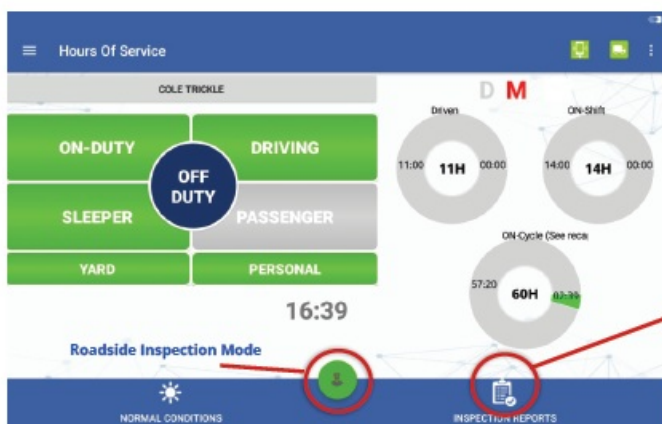 Hours Of Service
COLE TRICKLE
D M
ON-DUTY
DRIVING
OFF
DUTY
SLEEPER
PASSENGER
YARD
PERSONAL
16:39
Driven
11:00 11H 00:00
ON-Shift
14:00 14H 00:00
ON-Cycle (See reca
57:20 60H
Roadside Inspection Mode
NORMAL CONDITIONS
INSPECTION REPORTS